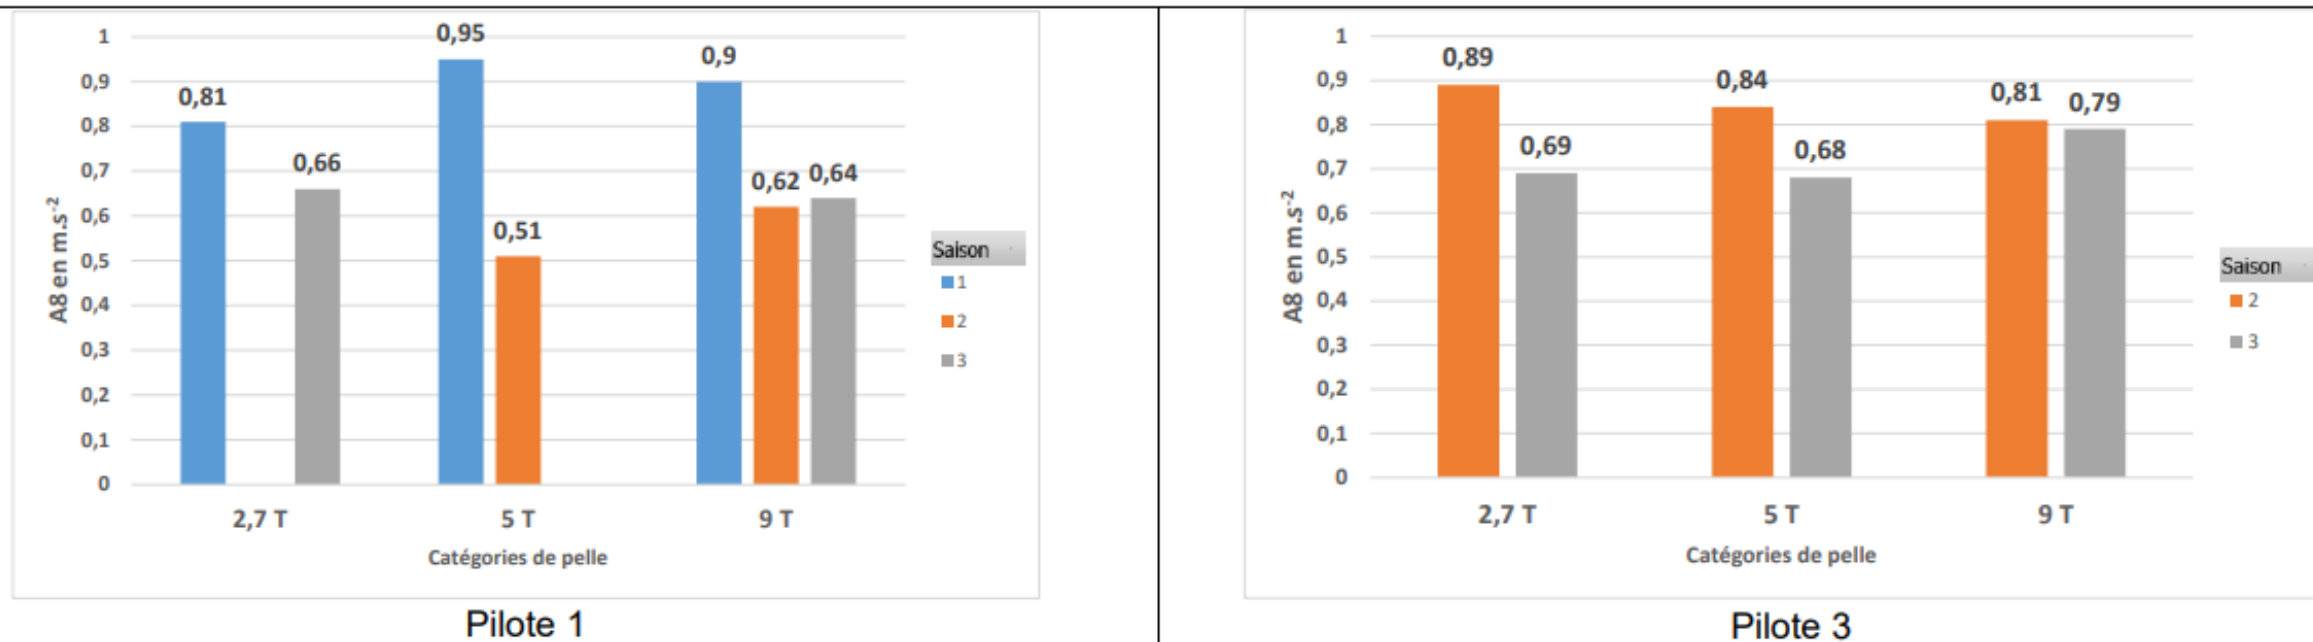 1
0,9
0,8
0,7
0,6
0,5
0,4
0,3
0,2
0,1
0
A8 en m.s-2
0,81
0,66
0,95
0,51
0,9
0,62
0,64
2,7 T
5 T
9 T
Catégories de pelle
Saison
1
2
3
Pilote 1
1
0,9
0,8
0,7
0,6
0,5
0,4
0,3
0,2
0,1
0
A8 en m.s-2
0,89
0,69
0,84
0,68
0,81
0,79
2,7 T
5 T
9 T
Catégories de pelle
Saison
2
3
Pilote 3